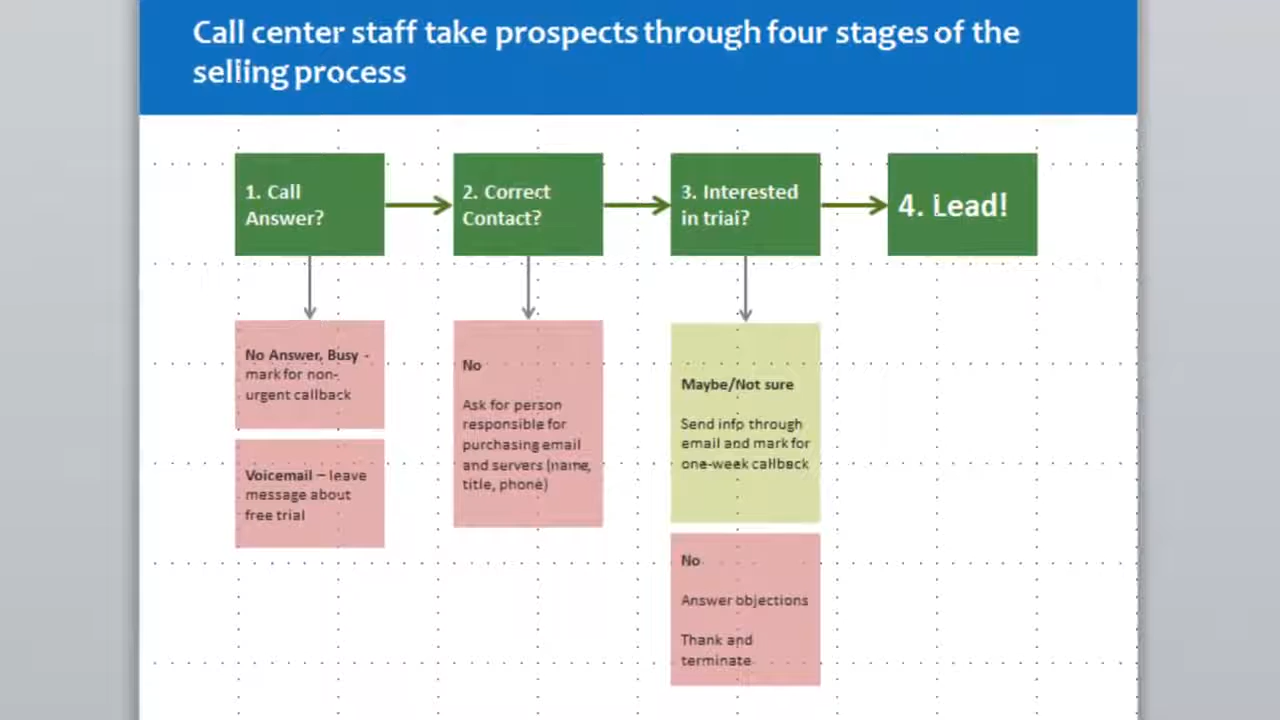 Call center staff take prospects through four stages of the
selling process
1. Call
Answer?
2. Correct
Contact?
3. Interested
in trial?
4. Lead!
No Answer, Busy -
mark for non-
urgent callback
Voicemail – leave
message about
free trial
No
Ask for person
responsible for
purchasing email
and servers (name,
title, phone)
Maybe/Not sure
Send info through
email and mark for
one-week callback
No
Answer objections
Thank and
terminate